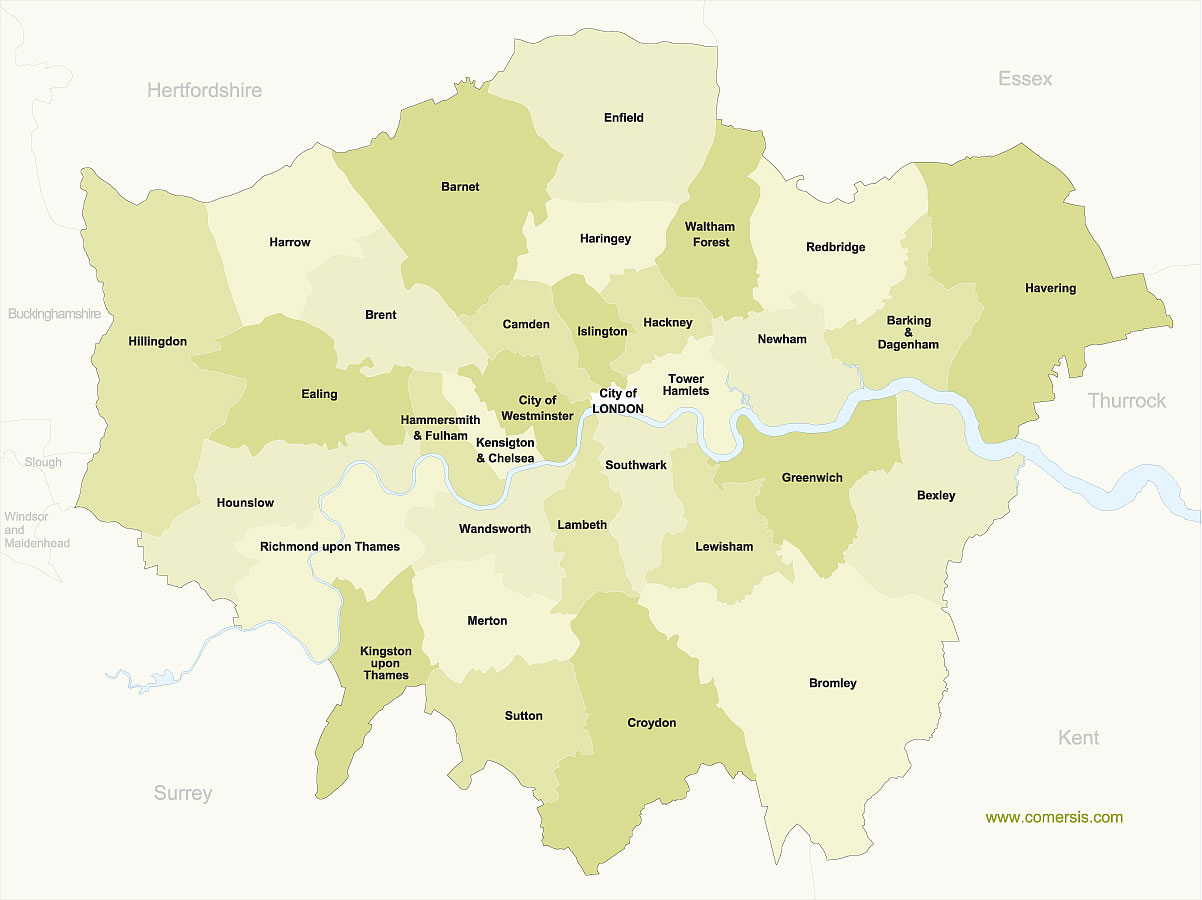 Hertfordshire
Essex
Enfield
Barnet
Waltham
Forest
Haringey
Harrow
Redbridge
Havering
Buckinghamshire
Brent
Camden
Islington
Hackney
Barking
&
Dagenham
Hillingdon
Newham
Tower
Hamlets
Ealing
City of
LONDON
City of
Westminster
Thurrock
Hammersmith
& Fulham
Kensigton
& Chelsea
Slough
Southwark
Greenwich
Bexley
Hounslow
Windsor
and
Maidenhead
Wandsworth
Lambeth
Richmond upon Thames
Lewisham
Merton
Kingston
upon
Thames
Bromley
Sutton
Croydon
Kent
Surrey
www.comersis.com